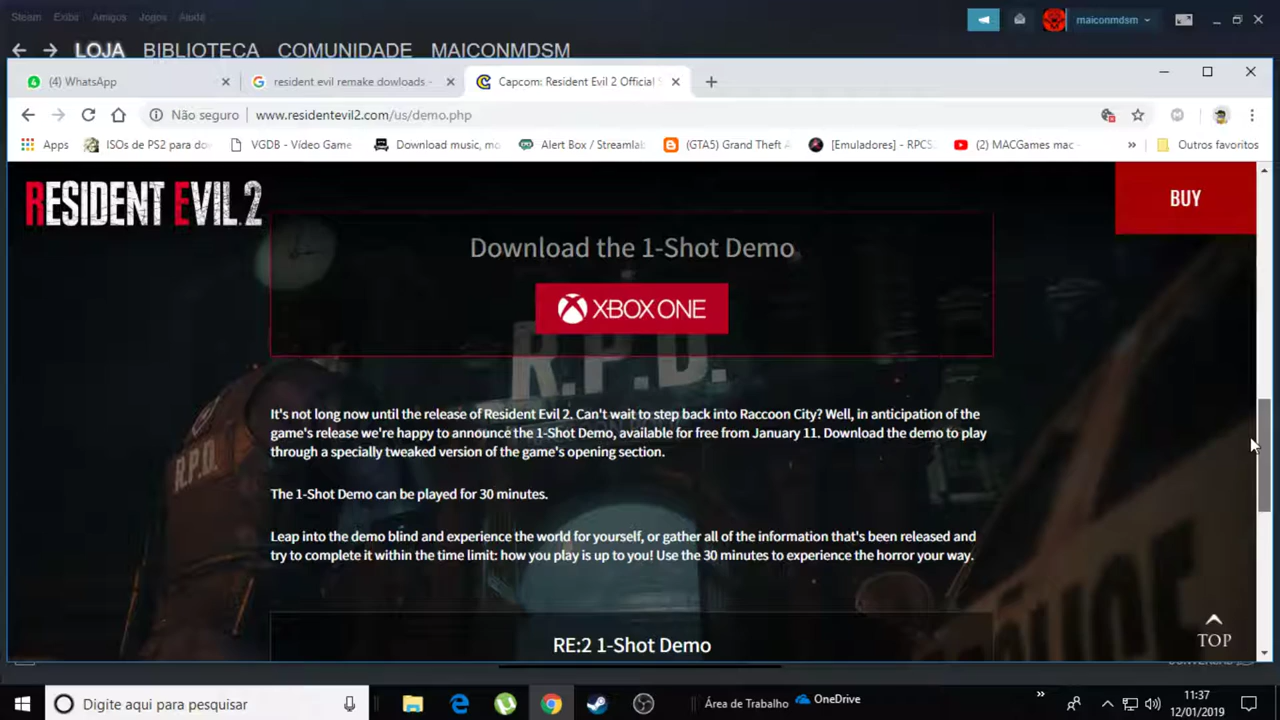 Steam Exibir Amigos Jogos Ajuda
maiconmdsm
LOJA BIBLIOTECA COMUNIDADE MAICONMDSM
(4) WhatsApp
resident evil remake dowloads -
Capcom: Resident Evil 2 Official S
Não seguro www.residentevil2.com/us/demo.php
Apps
ISOs de PS2 para do
VGDB - Vídeo Game
Download music, mo
Alert Box / Streamla
(GTA5) Grand Theft A
[Emuladores] - RPCS
(2) MACGames mac -
Outros favoritos
RESIDENT EVIL.2
BUY
Download the 1-Shot Demo
XBOX ONE
R.P.D.
R.P.D.
It's not long now until the release of Resident Evil 2. Can't wait to step back into Raccoon City? Well, in anticipation of the
game's release we're happy to announce the 1-Shot Demo, available for free from January 11. Download the demo to play
through a specially tweaked version of the game's opening section.
The 1-Shot Demo can be played for 30 minutes.
Leap into the demo blind and experience the world for yourself, or gather all of the information that's been released and
try to complete it within the time limit: how you play is up to you! Use the 30 minutes to experience the horror your way.
RE:2 1-Shot Demo
TOP
Digite aqui para pesquisar
Área de Trabalho
OneDrive
11:37
12/01/2019